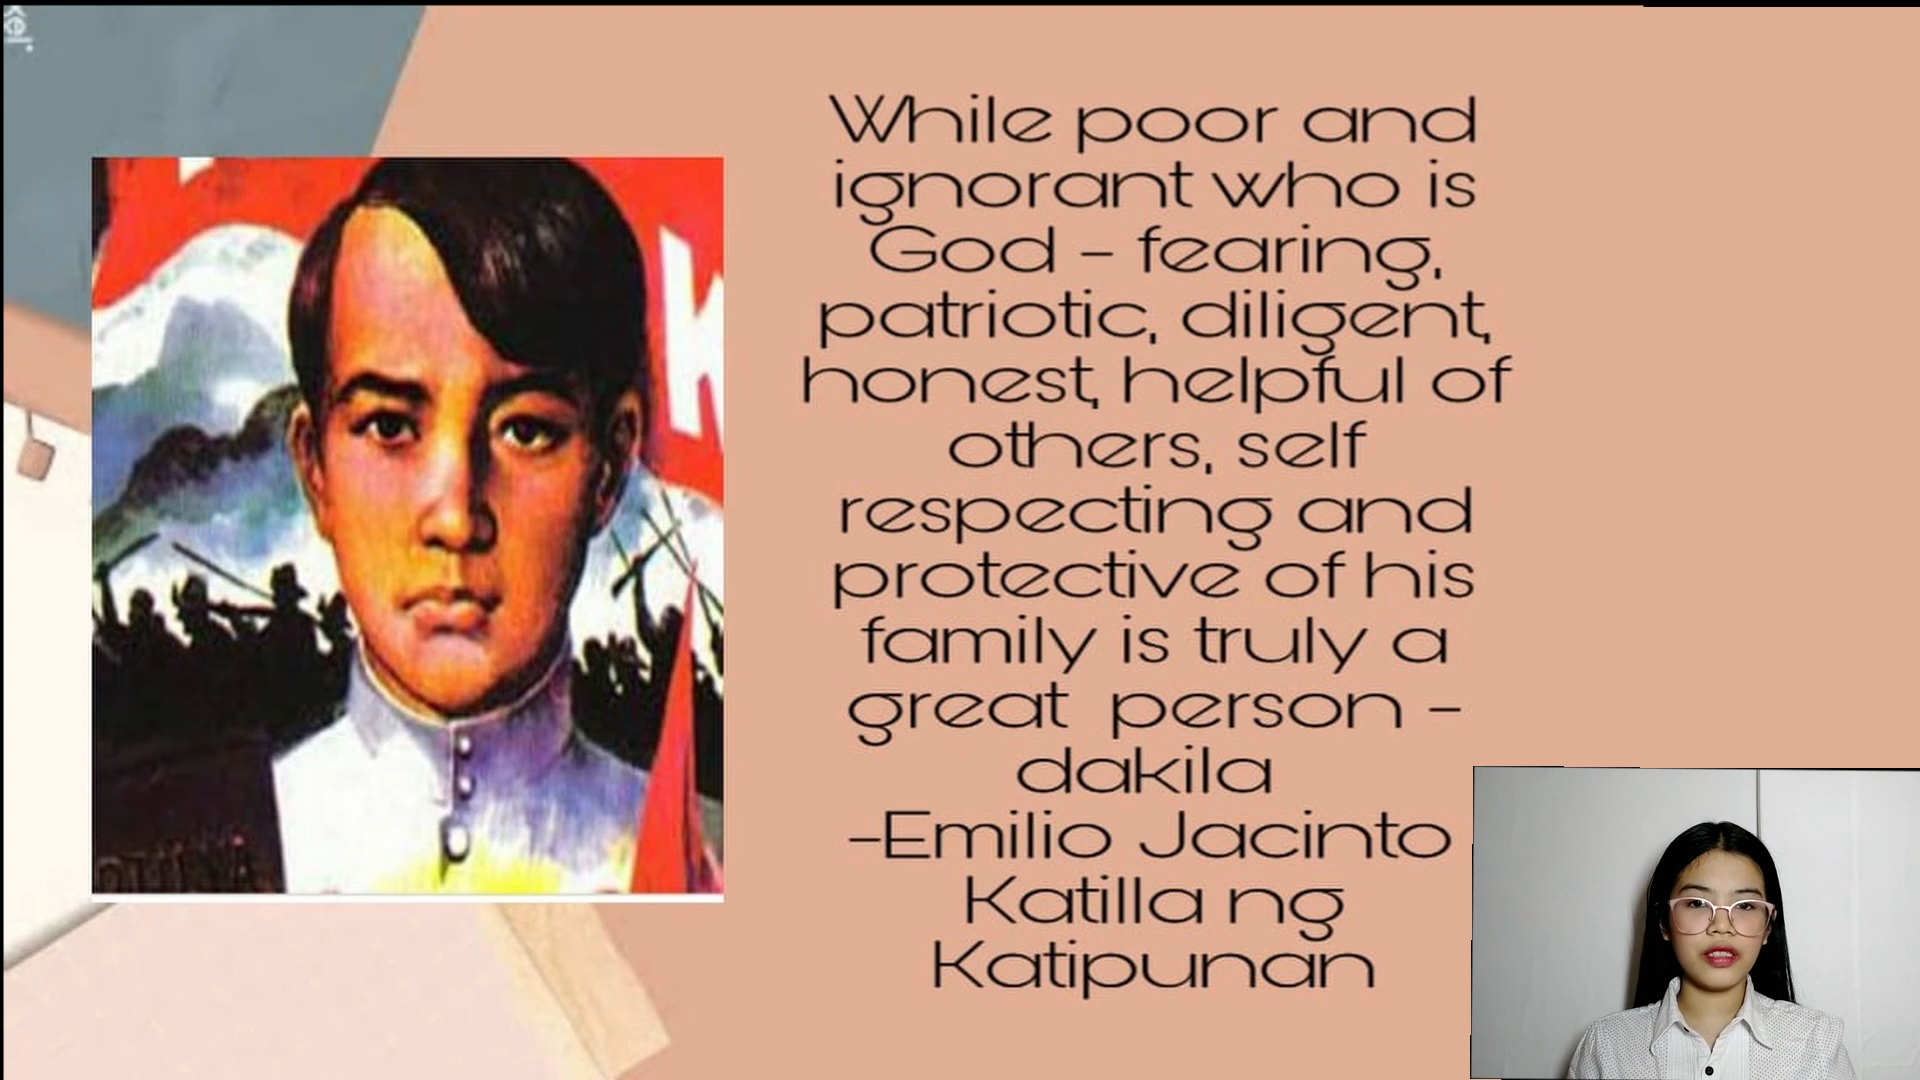 While poor and
ignorant who is
God - fearing,
patriotic, diligent,
honest, helpful of
others, self
respecting and
protective of his
family is truly a
great person -
dakila
-Emilio Jacinto
Katilla ng
Katipunan